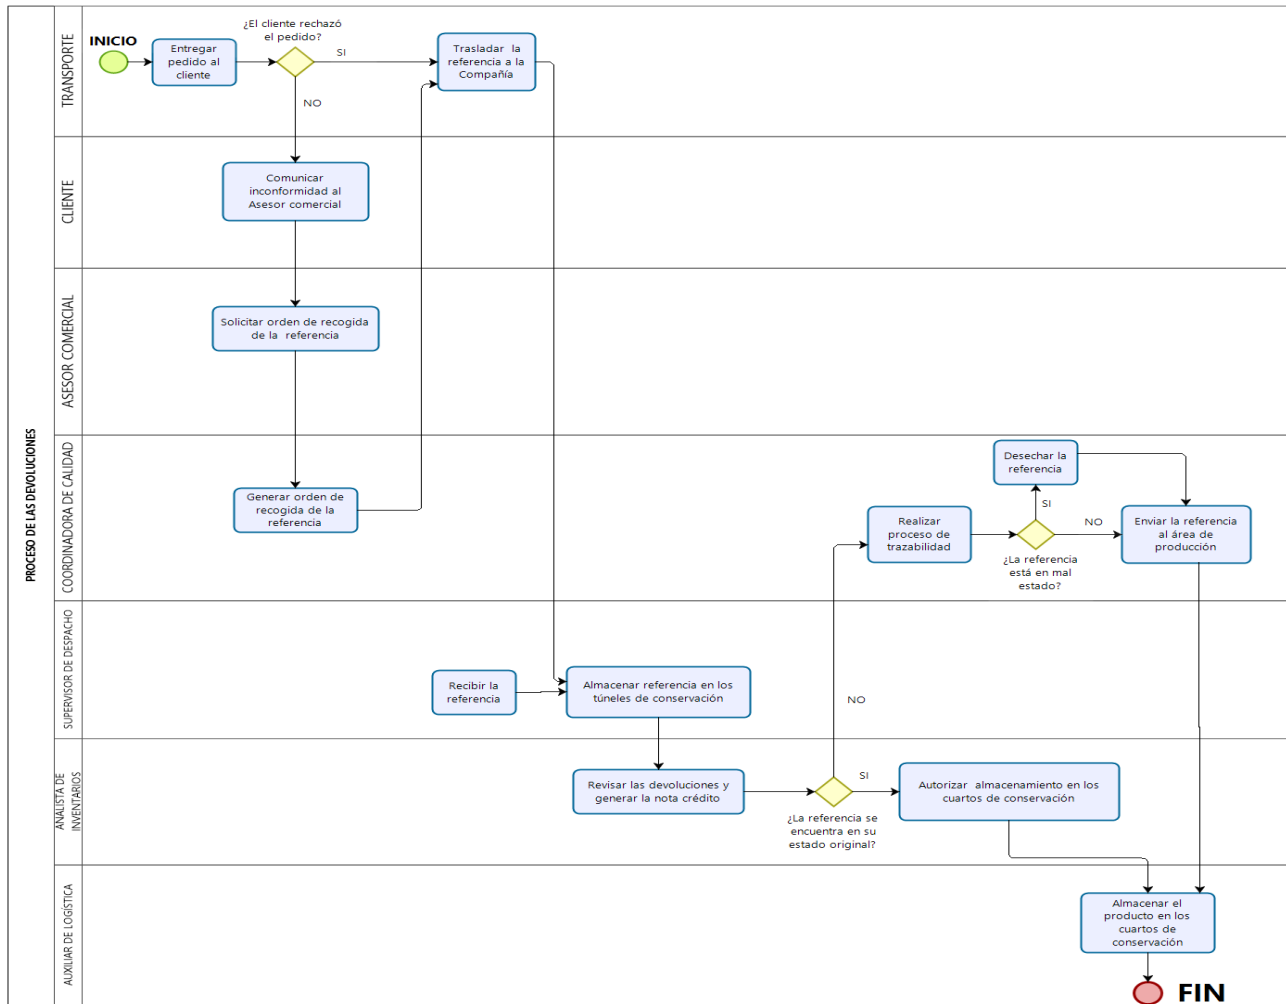 PROCESO DE LAS DEVOLUCIONES
TRANSPORTE
INICIO
Entregar
pedido al
cliente
¿El cliente rechazó
el pedido?
SI
NO
Trasladar la
referencia a la
Compañía
CLIENTE
Comunicar
inconformidad al
Asesor comercial
ASESOR COMERCIAL
Solicitar orden de recogida
de la referencia
COORDINADORA DE CALIDAD
Generar orden de
recogida de la
referencia
Realizar
proceso de
trazabilidad
Desechar la
referencia
SI
NO
¿La referencia
está en mal
estado?
Enviar la referencia
al área de
producción
SUPERVISOR DE DESPACHO
Recibir la
referencia
Almacenar referencia en los
túneles de conservación
NO
ANALISTA DE
INVENTARIOS
Revisar las devoluciones y
generar la nota crédito
SI
¿La referencia se
encuentra en su
estado original?
Autorizar almacenamiento en los
cuartos de conservación
AUXILIAR DE LOGÍSTICA
Almacenar el
producto en los
cuartos de
conservación
FIN